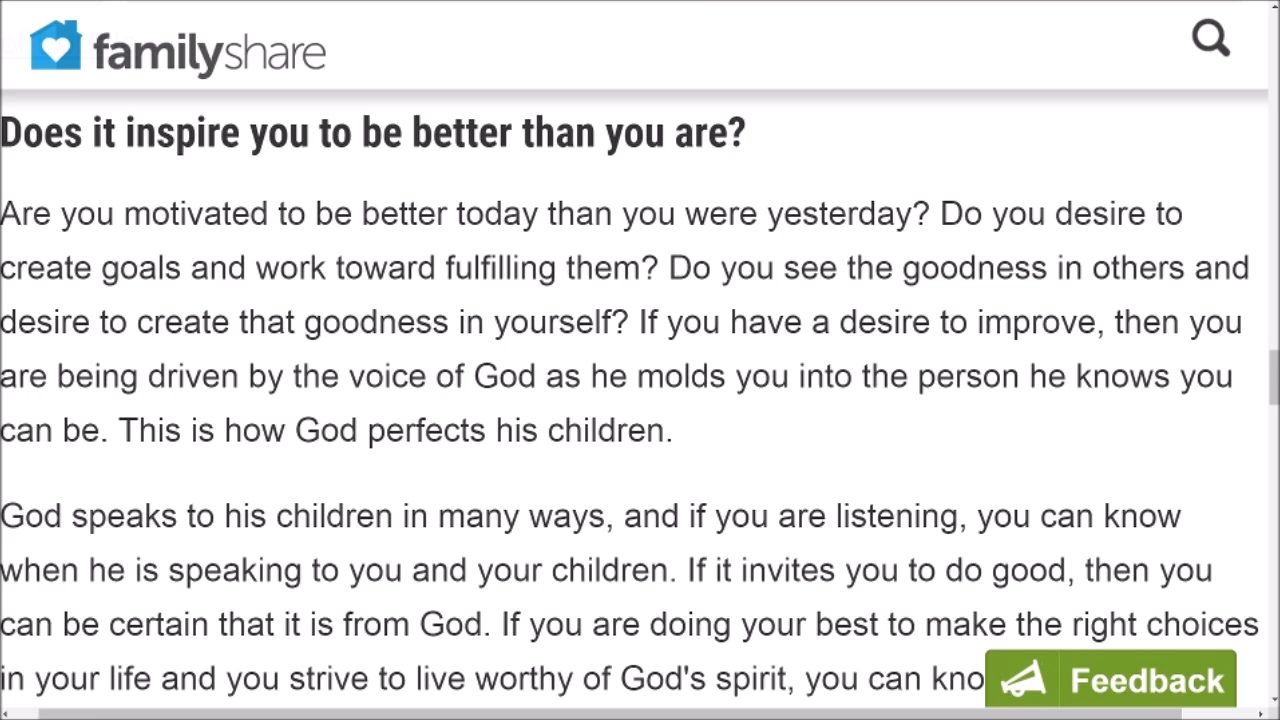 familyshare
Does it inspire you to be better than you are?
Are you motivated to be better today than you were yesterday? Do you desire to
create goals and work toward fulfilling them? Do you see the goodness in others and
desire to create that goodness in yourself? If you have a desire to improve, then you
are being driven by the voice of God as he molds you into the person he knows you
can be. This is how God perfects his children.
God speaks to his children in many ways, and if you are listening, you can know
when he is speaking to you and your children. If it invites you to do good, then you
can be certain that it is from God. If you are doing your best to make the right choices
in your life and you strive to live worthy of God's spirit, you can kno
Feedback